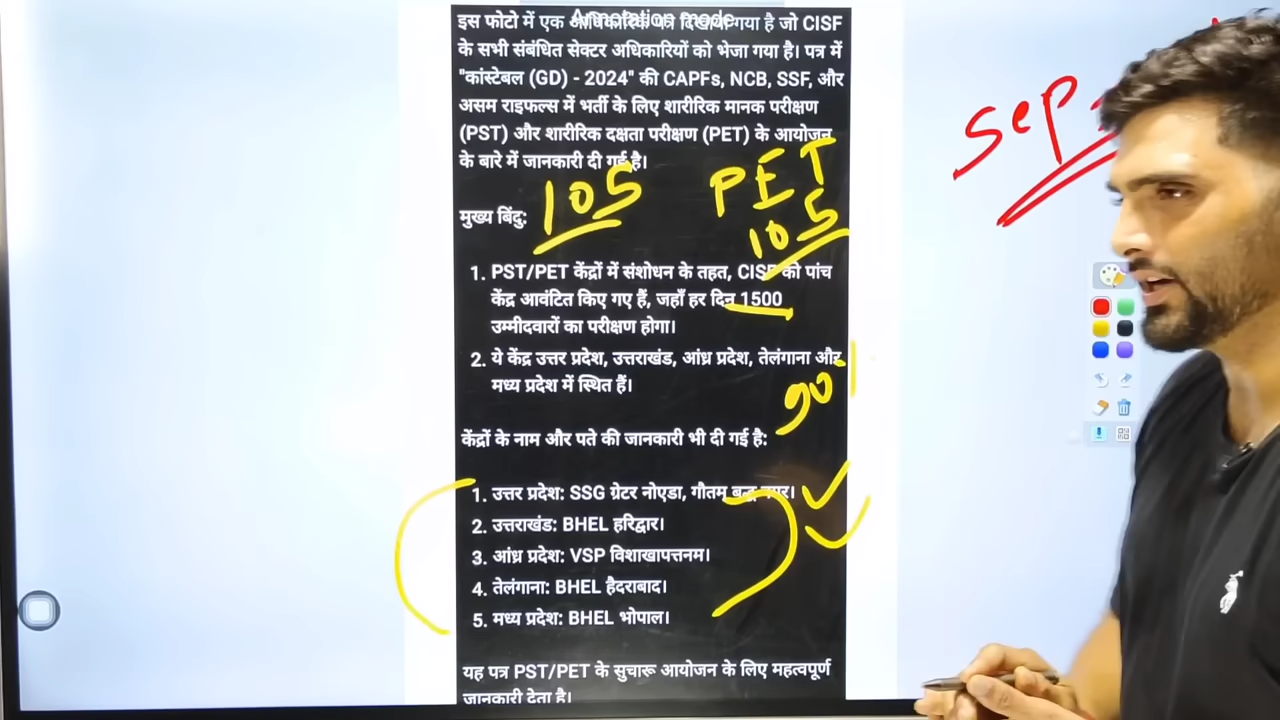 Annotation mode
इस फोटो में एक आधिकारिक पत्र दिखाया गया है जो CISF
के सभी संबंधित सेक्टर अधिकारियों को भेजा गया है। पत्र में
"कांस्टेबल (GD) - 2024" की CAPFs, NCB, SSF, और
असम राइफल्स में भर्ती के लिए शारीरिक मानक परीक्षण
(PST) और शारीरिक दक्षता परीक्षण (PET) के आयोजन
के बारे में जानकारी दी गई है।
Sep
105
PET
105
मुख्य बिंदु:
1. PST/PET केंद्रों में संशोधन के तहत, CISF को पांच
केंद्र आवंटित किए गए हैं, जहाँ हर दिन 1500
उम्मीदवारों का परीक्षण होगा।
2. ये केंद्र उत्तर प्रदेश, उत्तराखंड, आंध्र प्रदेश, तेलंगाना और
मध्य प्रदेश में स्थित हैं।
90
केंद्रों के नाम और पते की जानकारी भी दी गई है:
1. उत्तर प्रदेश: SSG ग्रेटर नोएडा, गौतम बुद्ध नगर।
2. उत्तराखंड: BHEL हरिद्वार।
3. आंध्र प्रदेश: VSP विशाखापत्तनम।
4. तेलंगाना: BHEL हैदराबाद।
5. मध्य प्रदेश: BHEL भोपाल।
यह पत्र PST/PET के सुचारू आयोजन के लिए महत्वपूर्ण
जानकारी देता है।